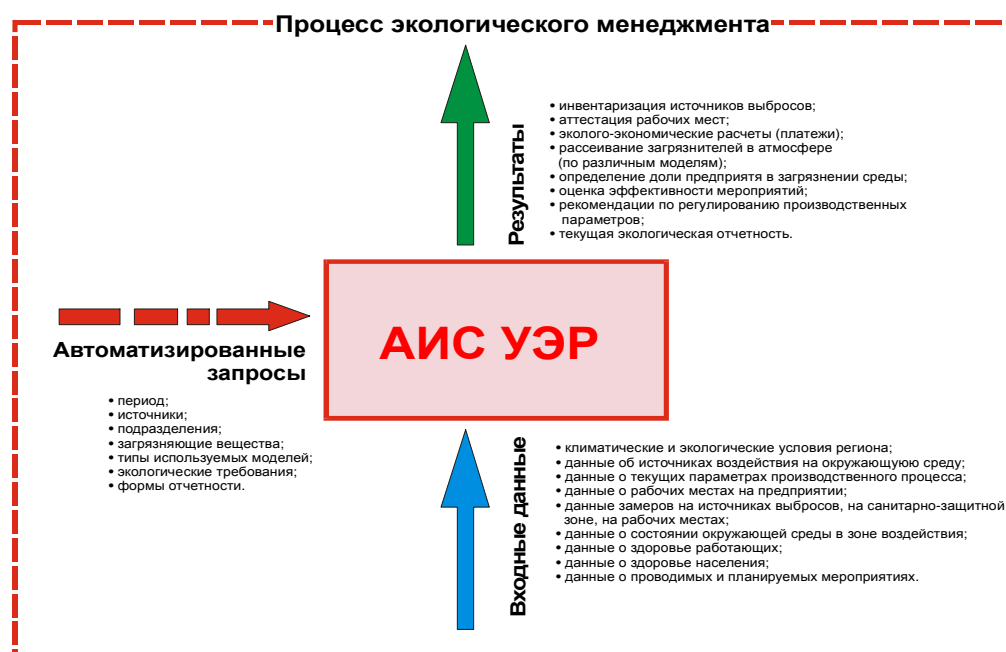 Процесс экологического менеджмента
Результаты
• инвентаризация источников выбросов;
• аттестация рабочих мест;
• эколого-экономические расчеты (платежи);
• рассеивание загрязнителей в атмосфере
(по различным моделям);
• определение доли предприятя в загрязнении среды;
• оценка эффективности мероприятий;
• рекомендации по регулированию производственных
параметров;
• текущая экологическая отчетность.
АИС УЭР
Автоматизированные
запросы
• период;
• источники;
• подразделения;
• загрязняющие вещества;
• типы используемых моделей;
• экологические требования;
• формы отчетности.
Входные данные
• климатические и экологические условия региона;
• данные об источниках воздействия на окружающуюю среду;
• данные о текущих параметрах производственного процесса;
• данные о рабочих местах на предприятии;
• данные замеров на источниках выбросов, на санитарно-защитной
зоне, на рабочих местах;
• данные о состоянии окружающей среды в зоне воздействия;
• данные о здоровье работающих;
• данные о здоровье населения;
• данные о проводимых и планируемых мероприятиях.